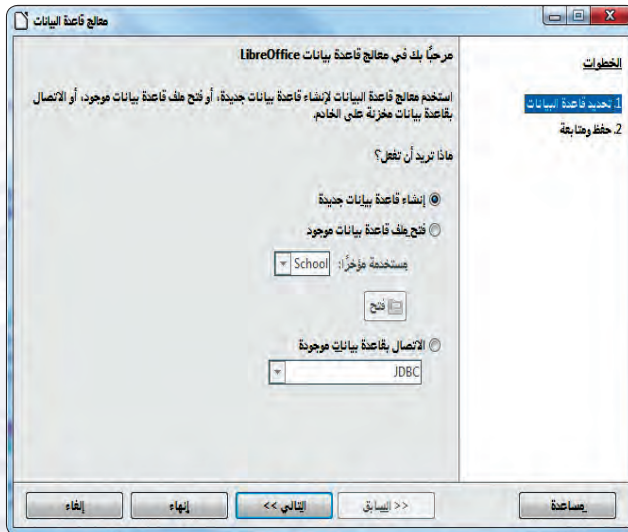 معالج قاعدة البيانات
الخطوات
1. تحديد قاعدة البيانات
2. حفظ ومتابعة
مرحبًا بك في معالج قاعدة بيانات LibreOffice
استخدم معالج قاعدة البيانات لإنشاء قاعدة بيانات جديدة، أو فتح ملف قاعدة بيانات موجود، أو الاتصال
بقاعدة بيانات مخزنة على الخادم.
ماذا تريد أن تفعل؟
إنشاء قاعدة بيانات جديدة
فتح ملف قاعدة بيانات موجود
مستخدمة مؤخرًا: School
فتح
الاتصال بقاعدة بيانات موجودة
JDBC
مساعدة
<< السابق
التالي >>
إنهاء
إلغاء